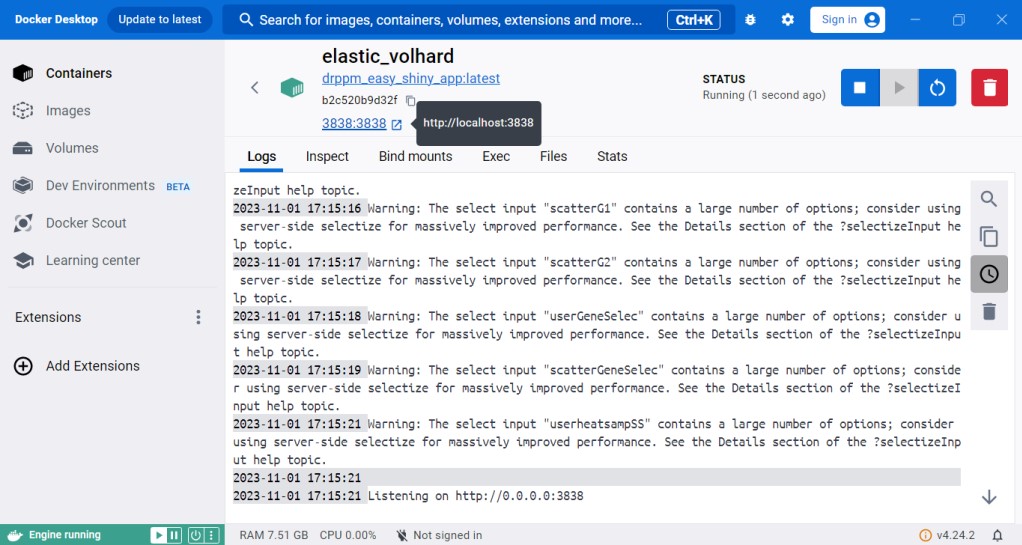 Docker Desktop
Update to latest
Search for images, containers, volumes, extensions and more...
Ctrl+K
Sign in
Containers
Images
Volumes
Dev Environments BETA
Docker Scout
Learning center
Extensions
Add Extensions
elastic_volhard
drppm_easy_shiny_app:latest
b2c520b9d32f
3838:3838
http://localhost:3838
STATUS
Running (1 second ago)
Logs
Inspect
Bind mounts
Exec
Files
Stats
zeInput help topic.
2023-11-01 17:15:16 Warning: The select input "scatterG1" contains a large number of options; consider using
server-side selectize for massively improved performance. See the Details section of the ?selectizeInput he
lp topic.
2023-11-01 17:15:17 Warning: The select input "scatterG2" contains a large number of options; consider using
server-side selectize for massively improved performance. See the Details section of the ?selectizeInput he
lp topic.
2023-11-01 17:15:18 Warning: The select input "userGeneSelec" contains a large number of options; consider u
sing server-side selectize for massively improved performance. See the Details section of the ?selectizeInpu
t help topic.
2023-11-01 17:15:19 Warning: The select input "scatterGeneSelec" contains a large number of options; conside
r using server-side selectize for massively improved performance. See the Details section of the ?selectizeI
nput help topic.
2023-11-01 17:15:21 Warning: The select input "userheatsampSS" contains a large number of options; consider
using server-side selectize for massively improved performance. See the Details section of the ?selectizeInp
ut help topic.
2023-11-01 17:15:21
2023-11-01 17:15:21 Listening on http://0.0.0.0:3838
Engine running
RAM 7.51 GB CPU 0.00% Not signed in
v4.24.2